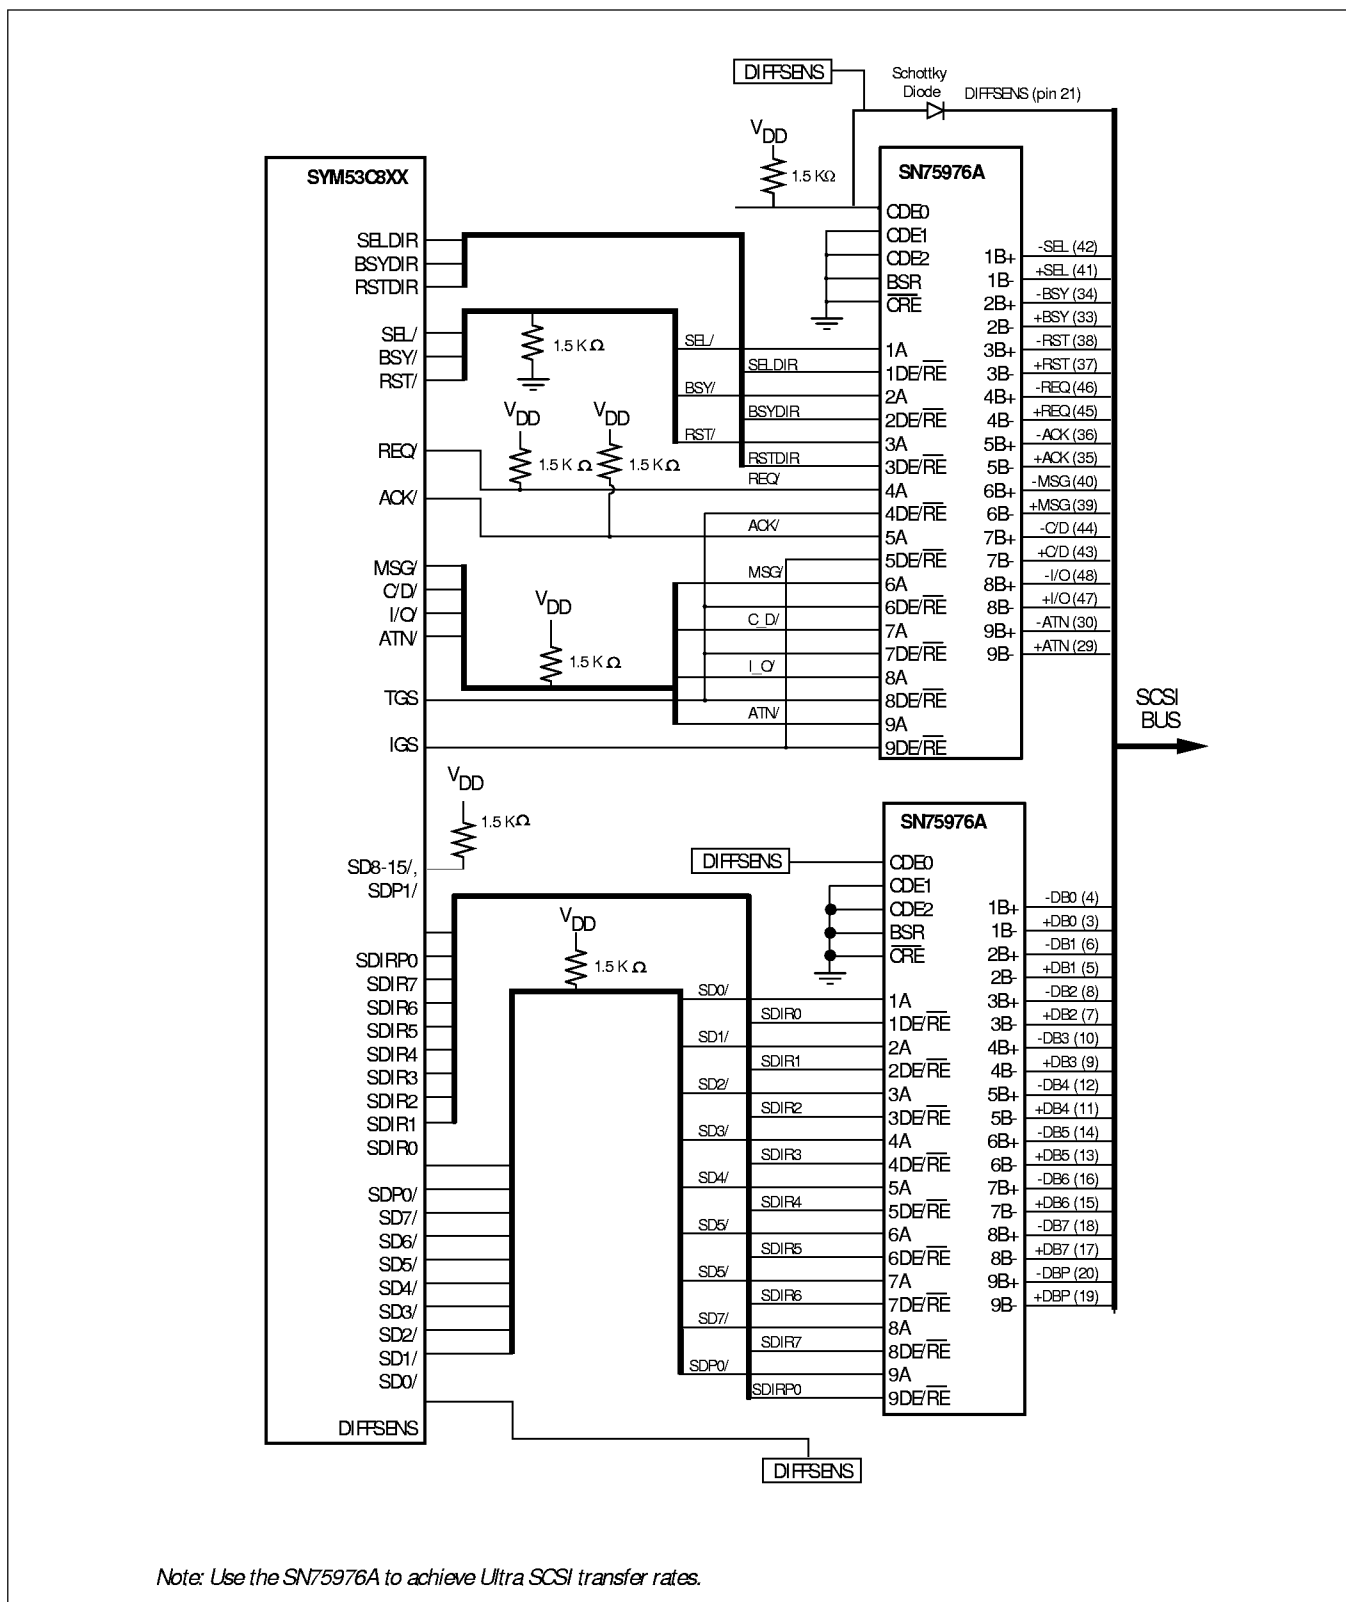 DIFFSENS
Schottky
Diode
DIFFSENS (pin 21)
VDD
1.5 KΩ
SYM53C8XX
SELDIR
BSYDIR
RSTDIR
SEL/
BSY/
RST/
REQ/
ACK/
MSG/
C/D/
I/O/
ATN/
TGS
IGS
SD8-15/,
SDP1/
SDIRP0
SDIR7
SDIR6
SDIR5
SDIR4
SDIR3
SDIR2
SDIR1
SDIR0
SDP0/
SD7/
SD6/
SD5/
SD4/
SD3/
SD2/
SD1/
SD0/
DIFFSENS
1.5 KΩ
VDD
1.5 KΩ
VDD
1.5 KΩ
VDD
1.5 KΩ
VDD
1.5 KΩ
VDD
1.5 KΩ
SEL/
SELDIR
BSY/
BSYDIR
RST/
RSTDIR
REQ/
ACK/
MSG/
C_D/
I_O/
ATN/
SN75976A
CDE0
CDE1
CDE2
BSR
CRE
1A
1DE/RE
2A
2DE/RE
3A
3DE/RE
4A
4DE/RE
5A
5DE/RE
6A
6DE/RE
7A
7DE/RE
8A
8DE/RE
9A
9DE/RE
1B+ -SEL (42)
1B- +SEL (41)
2B+ -BSY (34)
2B- +BSY (33)
3B+ -RST (38)
3B- +RST (37)
4B+ -REQ (46)
4B- +REQ (45)
5B+ -ACK (36)
5B- +ACK (35)
6B+ -MSG (40)
6B- +MSG (39)
7B+ -C/D (44)
7B- +C/D (43)
8B+ -I/O (48)
8B- +I/O (47)
9B+ -ATN (30)
9B- +ATN (29)
SCSI
BUS
DIFFSENS
SD0/
SDIR0
SD1/
SDIR1
SD2/
SDIR2
SD3/
SDIR3
SD4/
SDIR4
SD5/
SDIR5
SD5/
SDIR6
SD7/
SDIR7
SDP0/
SDIRP0
SN75976A
CDE0
CDE1
CDE2
BSR
CRE
1A
1DE/RE
2A
2DE/RE
3A
3DE/RE
4A
4DE/RE
5A
5DE/RE
6A
6DE/RE
7A
7DE/RE
8A
8DE/RE
9A
9DE/RE
1B+ -DB0 (4)
1B- +DB0 (3)
2B+ -DB1 (6)
2B- +DB1 (5)
3B+ -DB2 (8)
3B- +DB2 (7)
4B+ -DB3 (10)
4B- +DB3 (9)
5B+ -DB4 (12)
5B- +DB4 (11)
6B+ -DB5 (14)
6B- +DB5 (13)
7B+ -DB6 (16)
7B- +DB6 (15)
8B+ -DB7 (18)
8B- +DB7 (17)
9B+ -DBP (20)
9B- +DBP (19)
DIFFSENS
Note: Use the SN75976A to achieve Ultra SCSI transfer rates.